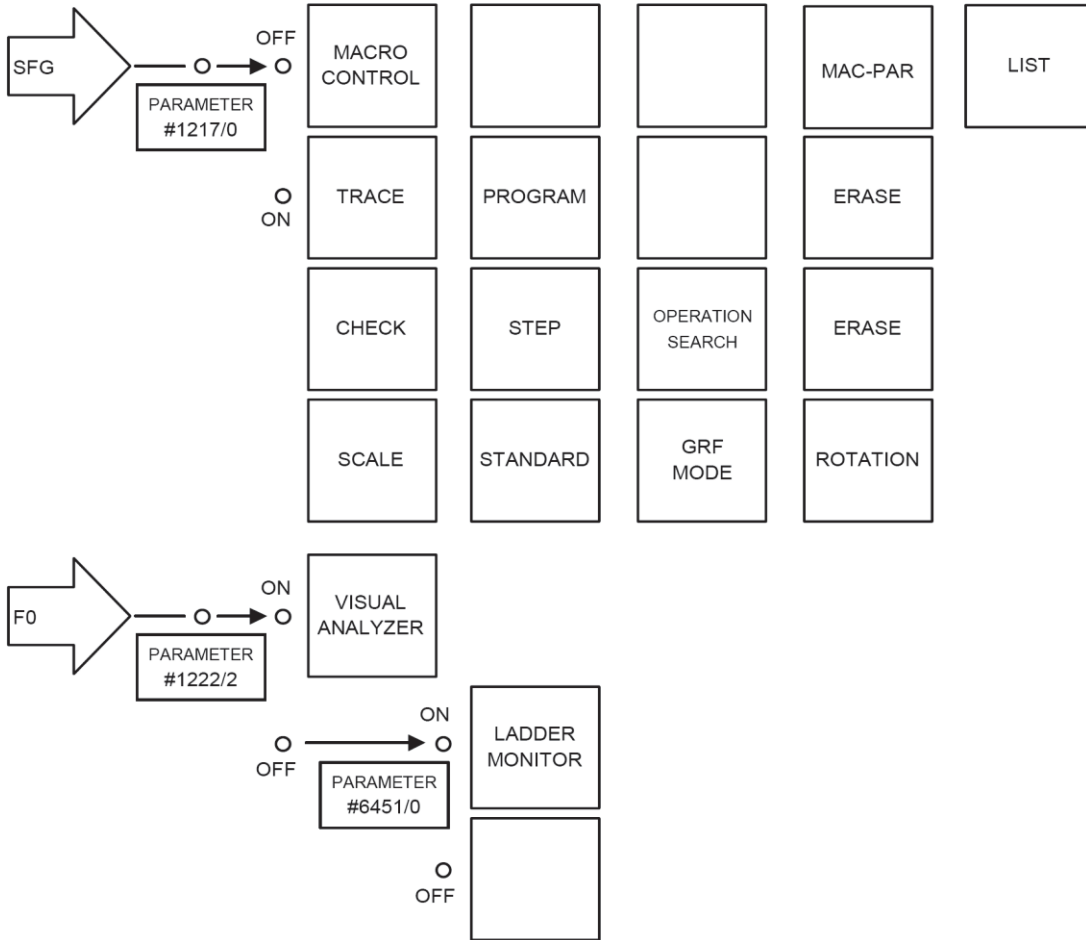 OFF
SFG
MACRO
CONTROL
MAC-PAR
LIST
PARAMETER
#1217/0
ON
TRACE
PROGRAM
ERASE
CHECK
STEP
OPERATION
SEARCH
ERASE
SCALE
STANDARD
GRF
MODE
ROTATION
ON
F0
VISUAL
ANALYZER
PARAMETER
#1222/2
ON
LADDER
MONITOR
OFF
PARAMETER
#6451/0
OFF